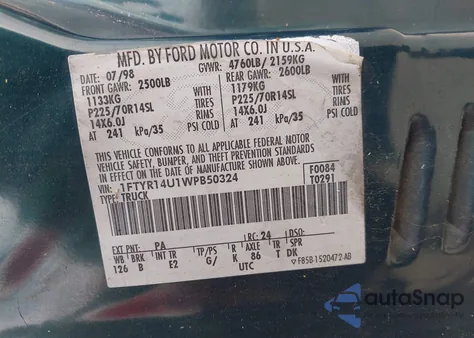 MFD. BY FORD MOTOR CO. IN U.S.A.
DATE: 07/98 GVWR: 4760LB/ 2159KG
FRONT GAWR: 2500LB REAR GAWR: 2600LB
1133KG WITH 1179KG WITH
P225/70R14SL TIRES P225/70R14SL TIRES
14X6.0J RIMS 14X6.0J RIMS
AT 241 kPa/35 PSI COLD AT 241 kPa/35 PSI COLD
THIS VEHICLE CONFORMS TO ALL APPLICABLE FEDERAL MOTOR
VEHICLE SAFETY, BUMPER, AND THEFT PREVENTION STANDARDS IN
EFFECT ON THE DATE OF MANUFACTURE SHOWN ABOVE.
VIN: 1FTYR14U1WPB50324 F0084
TYPE: TRUCK T0291
EXT PNT: PA RC: 24 DSO:
WB BRK INT TR TP/PS R AXLE TR SPR
126 B E2 G/ K 86 T DK
UTC F85B-1520472-AB
autoSnap